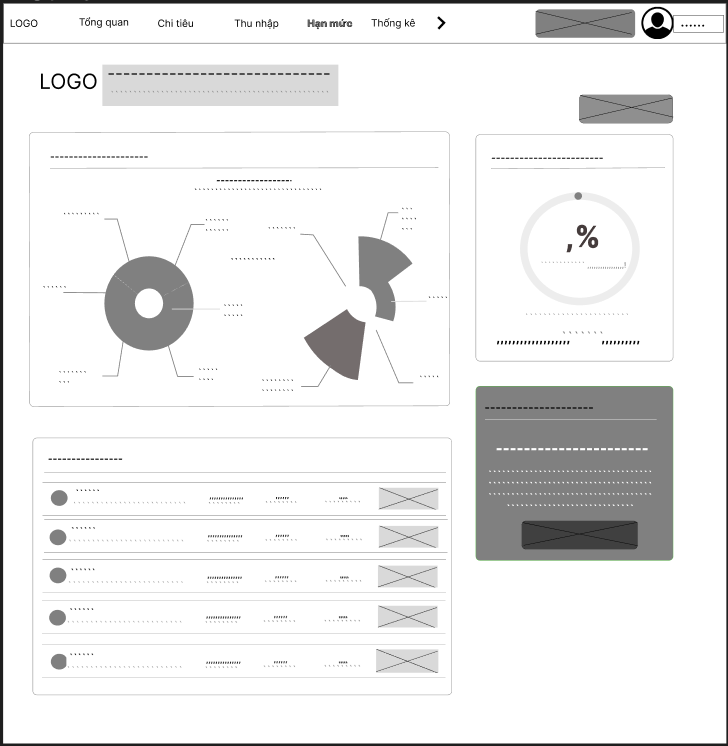 LOGO Tổng quan Chi tiêu Thu nhập Hạn mức Thống kê
LOGO
,%